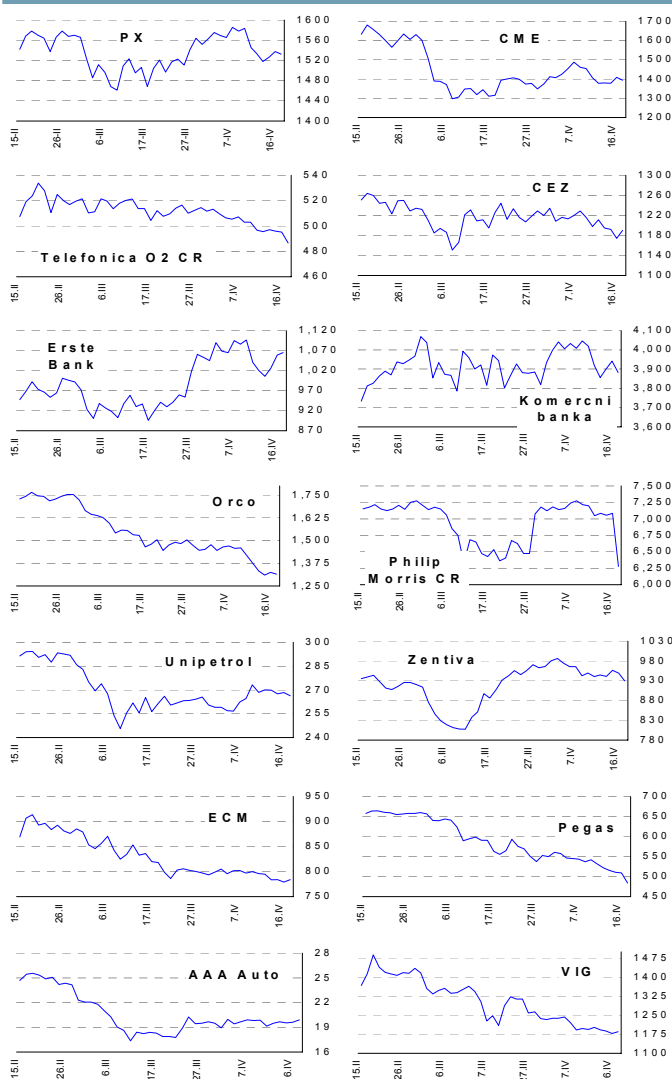 PX
1600
1560
1520
1480
1440
1400
15-II
26-II
6-III
17-III
27-III
7-IV
16-IV
CME
1700
1600
1500
1400
1300
1200
15.II
26.II
6.III
17.III
27.III
7.IV
16.IV
Telefonica O2 CR
540
520
500
480
460
15.II
26.II
6.III
17.III
27.III
7.IV
16.IV
CEZ
1300
1260
1220
1180
1140
1100
15.II
26.II
6.III
17.III
27.III
7.IV
16.IV
Erste
Bank
1,120
1,070
1,020
970
920
870
15.II
26.II
6.III
17.III
27.III
7.IV
16.IV
Komercni
banka
4,100
4,000
3,900
3,800
3,700
3,600
15.II
26.II
6.III
17.III
27.III
7.IV
16.IV
Orco
1,750
1,625
1,500
1,375
1,250
15.II
26.II
6.III
17.III
27.III
7.IV
16.IV
Philip
Morris CR
7,500
7,250
7,000
6,750
6,500
6,250
6,000
15.II
26.II
6.III
17.III
27.III
7.IV
16.IV
Unipetrol
300
285
270
255
240
15.II
26.II
6.III
17.III
27.III
7.IV
16.IV
Zentiva
1030
980
930
880
830
780
15.II
26.II
6.III
17.III
27.III
7.IV
16.IV
ECM
950
900
850
800
750
15.II
26.II
6.III
17.III
27.III
7.IV
16.IV
Pegas
700
650
600
550
500
450
15.II
26.II
6.III
17.III
27.III
7.IV
16.IV
AAA Auto
28
25
22
19
16
15.II
26.II
6.III
17.III
27.III
7.IV
6.IV
VIG
1475
1400
1325
1250
1175
1100
15.II
26.II
6.III
17.III
27.III
7.IV
16.IV